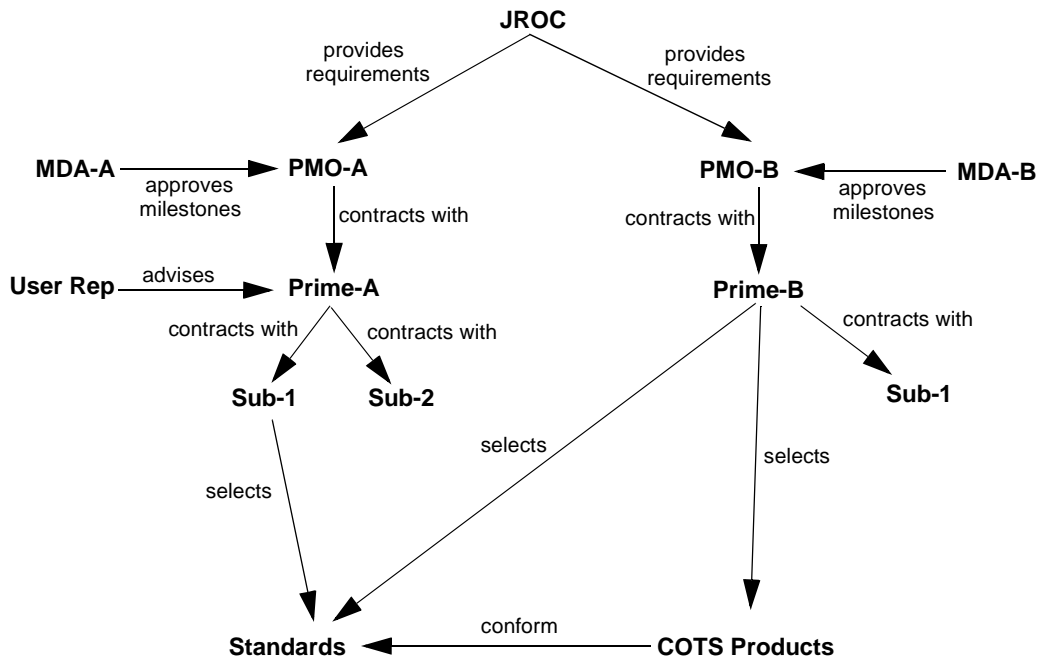 JROC
provides
requirements
provides
requirements
MDA-A
PMO-A
PMO-B
MDA-B
approves
milestones
approves
milestones
contracts with
contracts with
User Rep
advises
Prime-A
Prime-B
contracts with
contracts with
contracts with
Sub-1
Sub-2
Sub-1
selects
selects
selects
Standards
conform
COTS Products